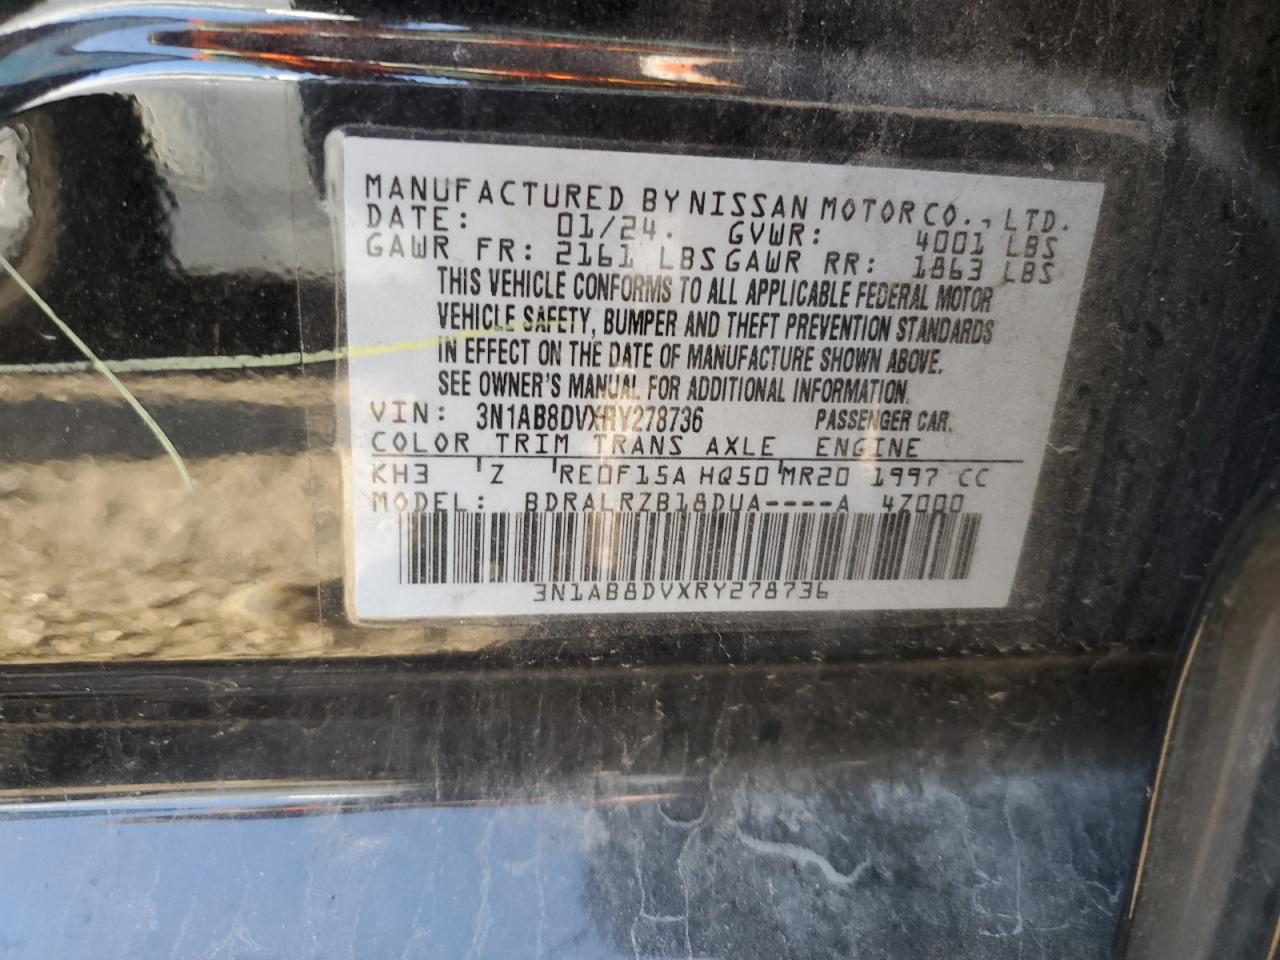 MANUFACTURED BY NISSAN MOTOR CO., LTD.
DATE: 01/24. GVWR: 4001 LBS
GAWR FR: 2161 LBS GAWR RR: 1863 LBS
THIS VEHICLE CONFORMS TO ALL APPLICABLE FEDERAL MOTOR
VEHICLE SAFETY, BUMPER AND THEFT PREVENTION STANDARDS
IN EFFECT ON THE DATE OF MANUFACTURE SHOWN ABOVE.
SEE OWNER'S MANUAL FOR ADDITIONAL INFORMATION.
VIN: 3N1AB8DVXRY278736 PASSENGER CAR.
COLOR TRIM TRANS AXLE ENGINE
KH3 Z RE0F15A HQ50 MR20 1997 CC
MODEL: BDRALRZB18DUA----A 4Z000
3N1AB8DVXRY278736